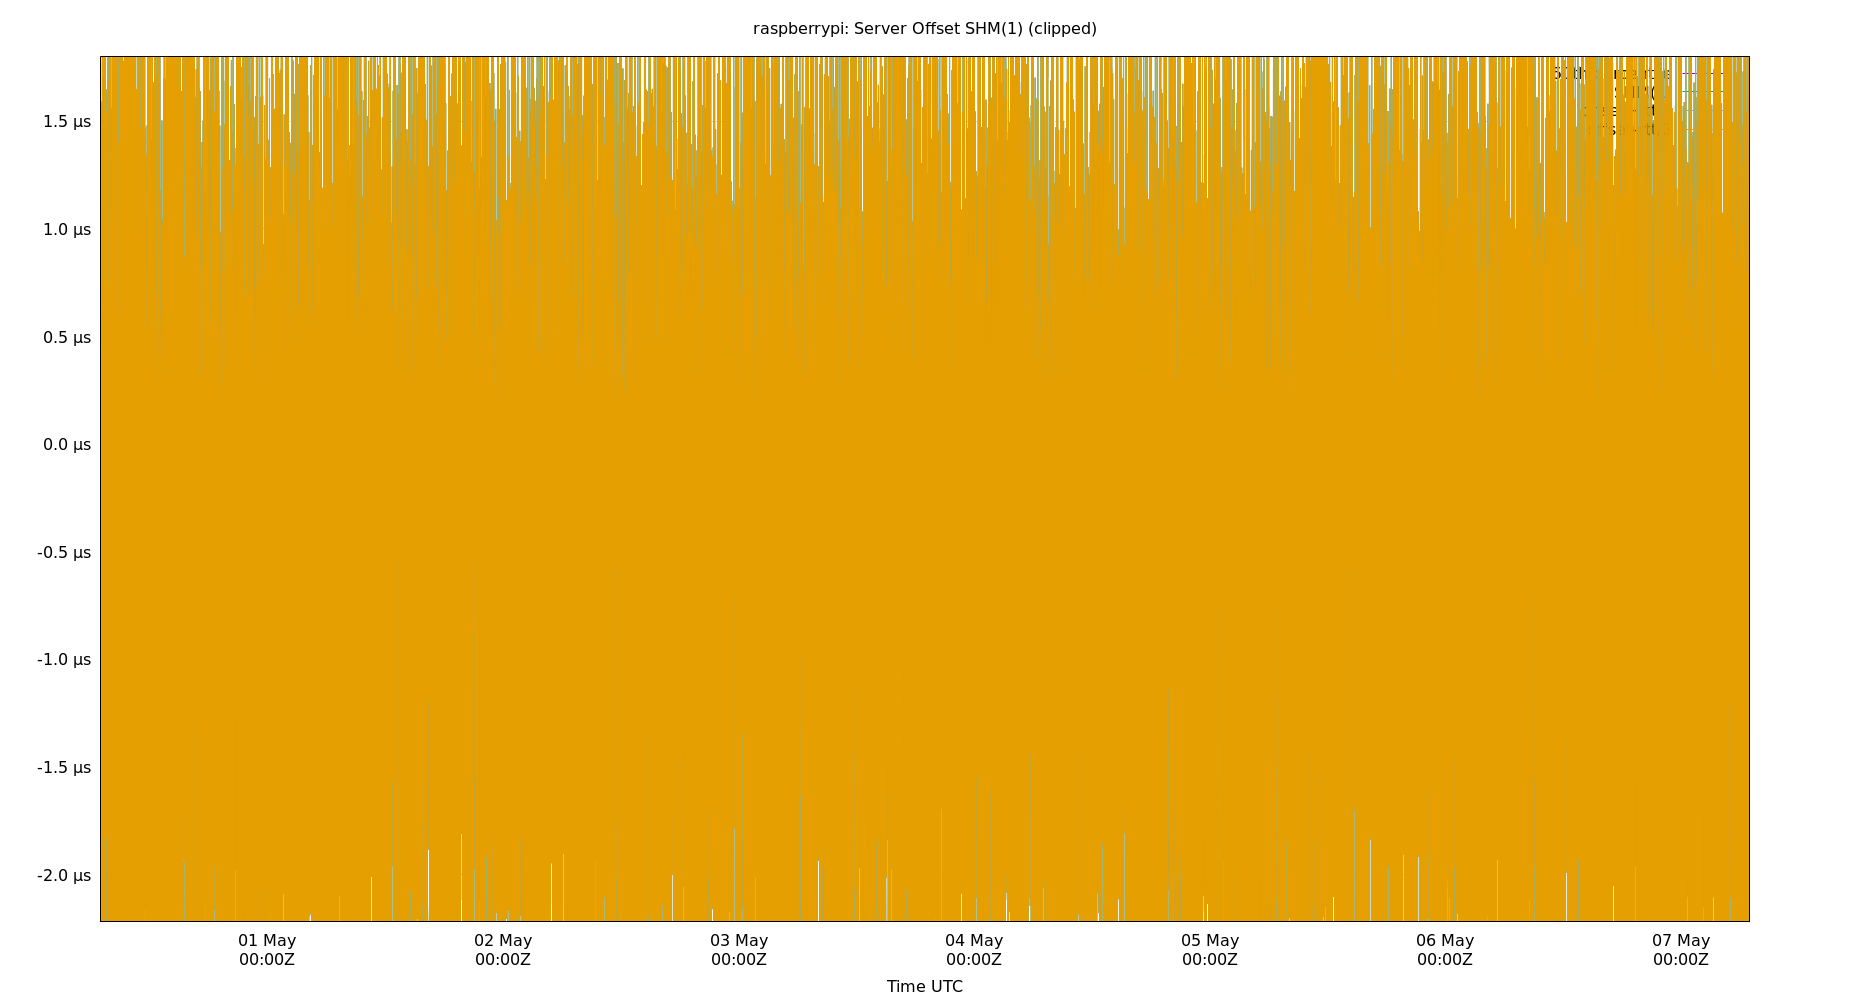 raspberrypi: Server Offset SHM(1) (clipped)
1.5 µs
1.0 µs
0.5 µs
0.0 µs
-0.5 µs
-1.0 µs
-1.5 µs
-2.0 µs
01 May 02 May 03 May 04 May 05 May 06 May 07 May
00:00Z 00:00Z 00:00Z 00:00Z 00:00Z 00:00Z 00:00Z
Time UTC